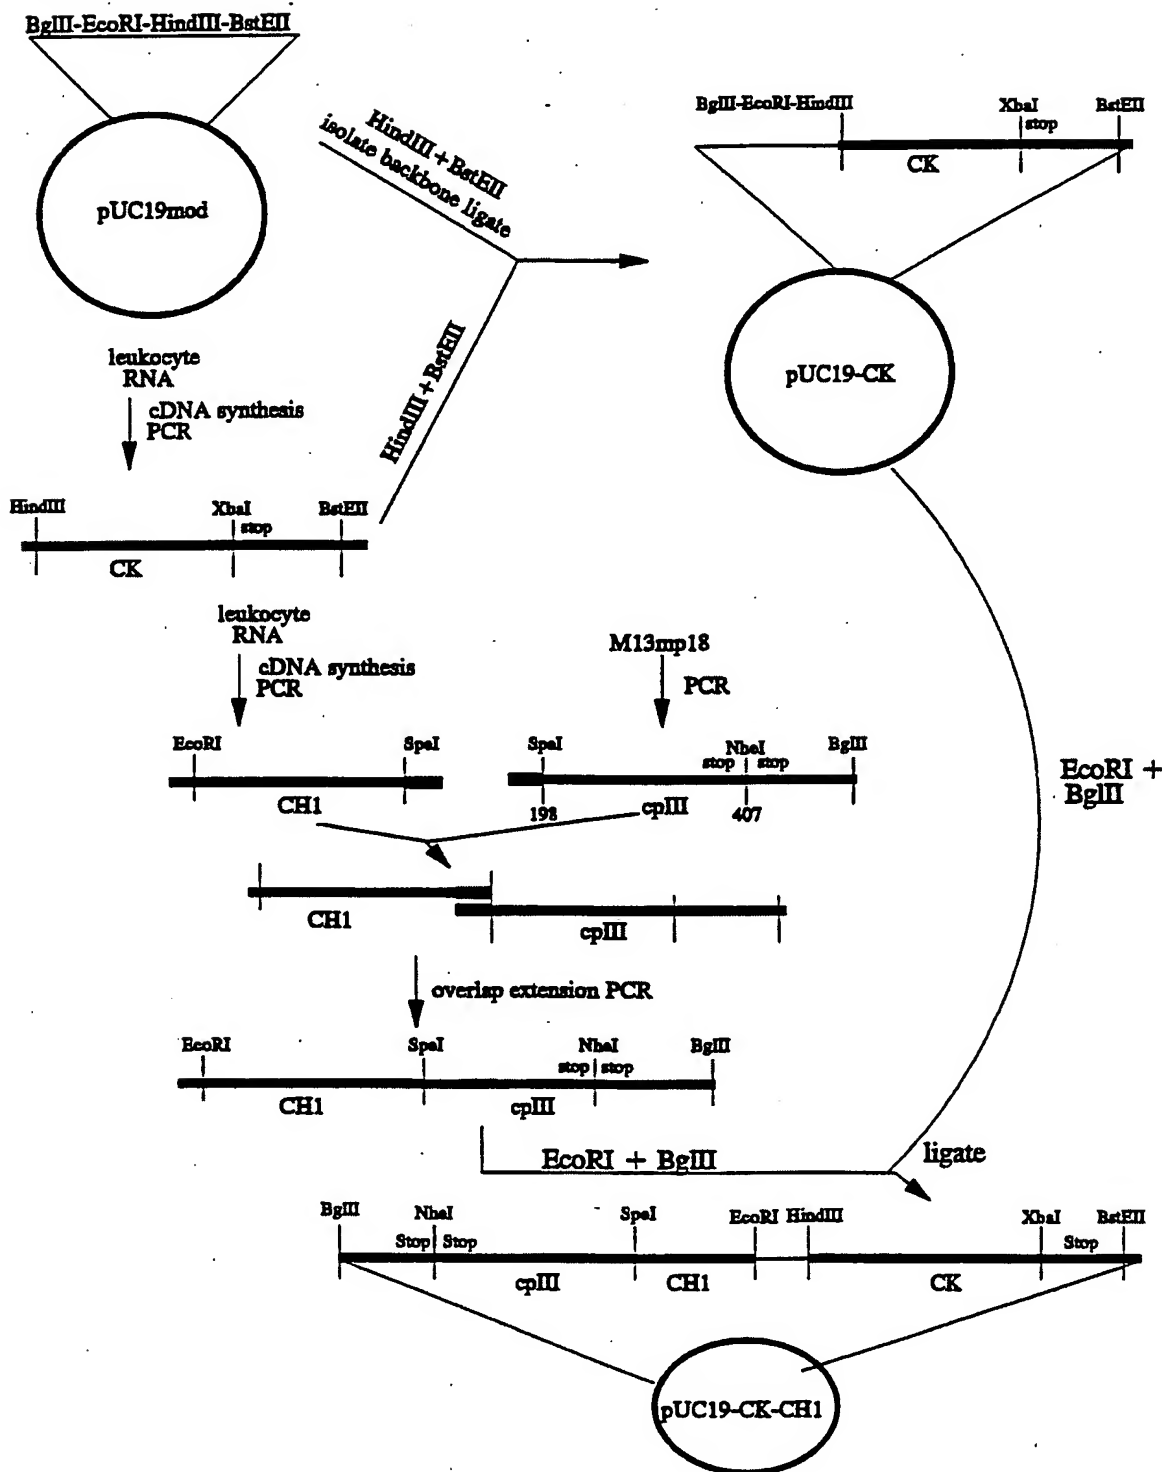 BglII-EcoRI-HindIII-BstEII
pUC19mod
HindIII + BstEII
isolate backbone ligate
BglII-EcoRI-HindIII
XbaI
BstEII
stop
CK
pUC19-CK
leukocyte
RNA
cDNA synthesis
PCR
HindIII + BstEII
HindIII
XbaI
BstEII
stop
CK
leukocyte
RNA
cDNA synthesis
PCR
M13mp18
PCR
EcoRI
SpeI
CH1
SpeI
NheI
BglII
stop
stop
198
cpIII
407
EcoRI +
BglII
CH1
cpIII
overlap extension PCR
EcoRI
SpeI
NheI
BglII
stop
stop
CH1
cpIII
EcoRI + BglII
ligate
BglII
NheI
SpeI
EcoRI
HindIII
XbaI
BstEII
Stop
Stop
Stop
cpIII
CH1
CK
pUC19-CK-CH1